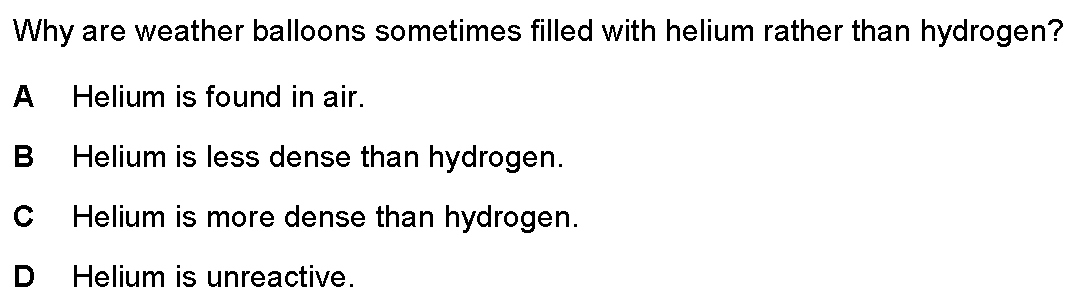 Why are weather balloons sometimes filled with helium rather than hydrogen?
A Helium is found in air.
B Helium is less dense than hydrogen.
C Helium is more dense than hydrogen.
D Helium is unreactive.